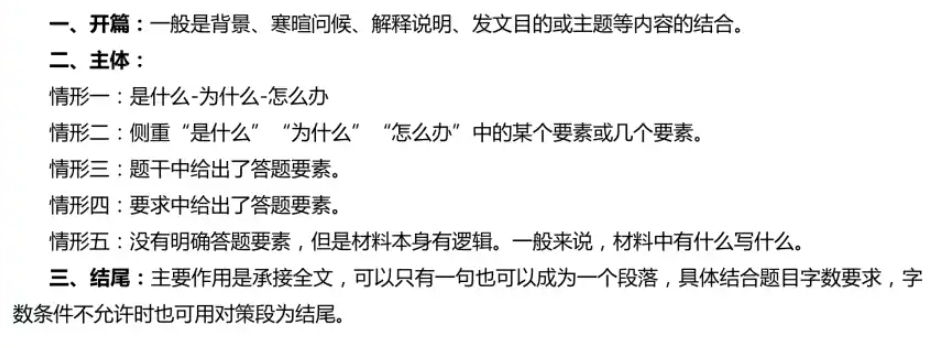 一、开篇：一般是背景、寒暄问候、解释说明、发文目的或主题等内容的结合。
二、主体：
情形一：是什么-为什么-怎么办
情形二：侧重“是什么”“为什么”“怎么办”中的某个要素或几个要素。
情形三：题干中给出了答题要素。
情形四：要求中给出了答题要素。
情形五：没有明确答题要素，但是材料本身有逻辑。一般来说，材料中有什么写什么。
三、结尾：主要作用是承接全文，可以只有一句也可以成为一个段落，具体结合题目字数要求，字
数条件不允许时也可用对策段为结尾。